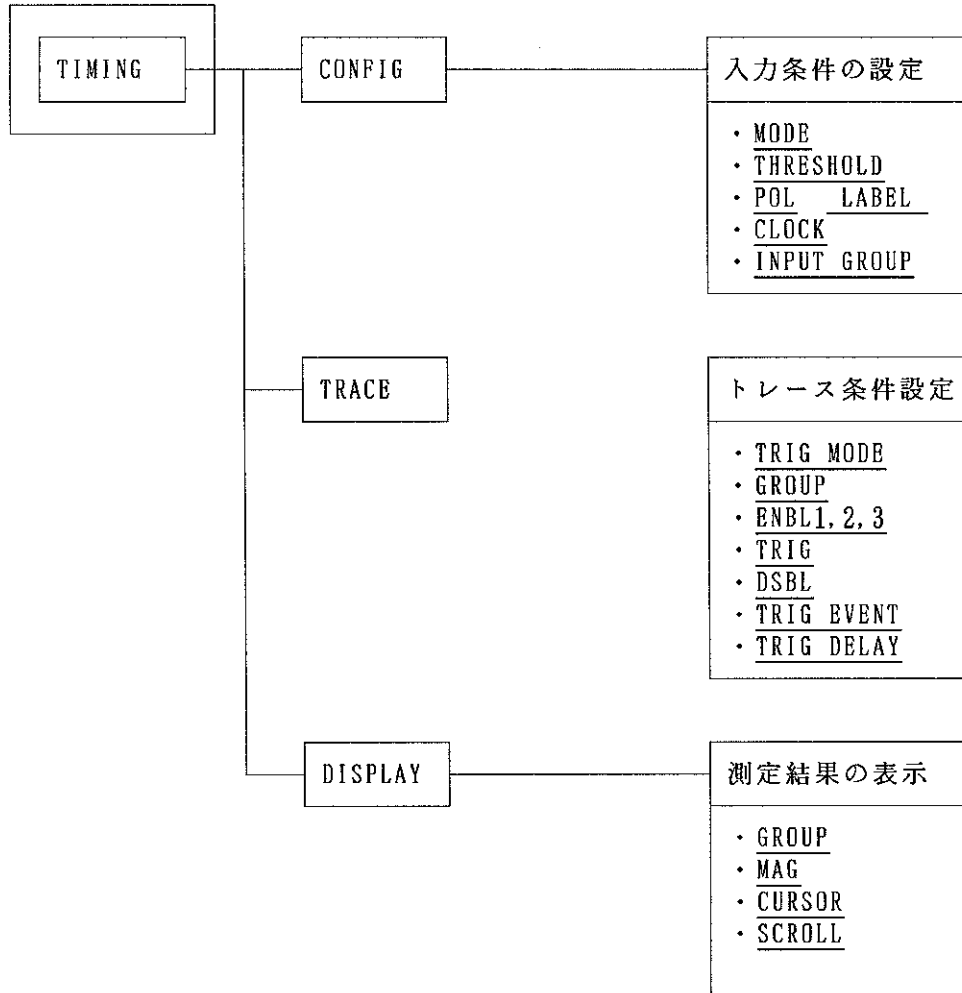 TIMING
CONFIG
入力条件の設定
・MODE
・THRESHOLD
・POL LABEL
・CLOCK
・INPUT GROUP
TRACE
トレース条件設定
・TRIG MODE
・GROUP
・ENBL1,2,3
・TRIG
・DSBL
・TRIG EVENT
・TRIG DELAY
DISPLAY
測定結果の表示
・GROUP
・MAG
・CURSOR
・SCROLL